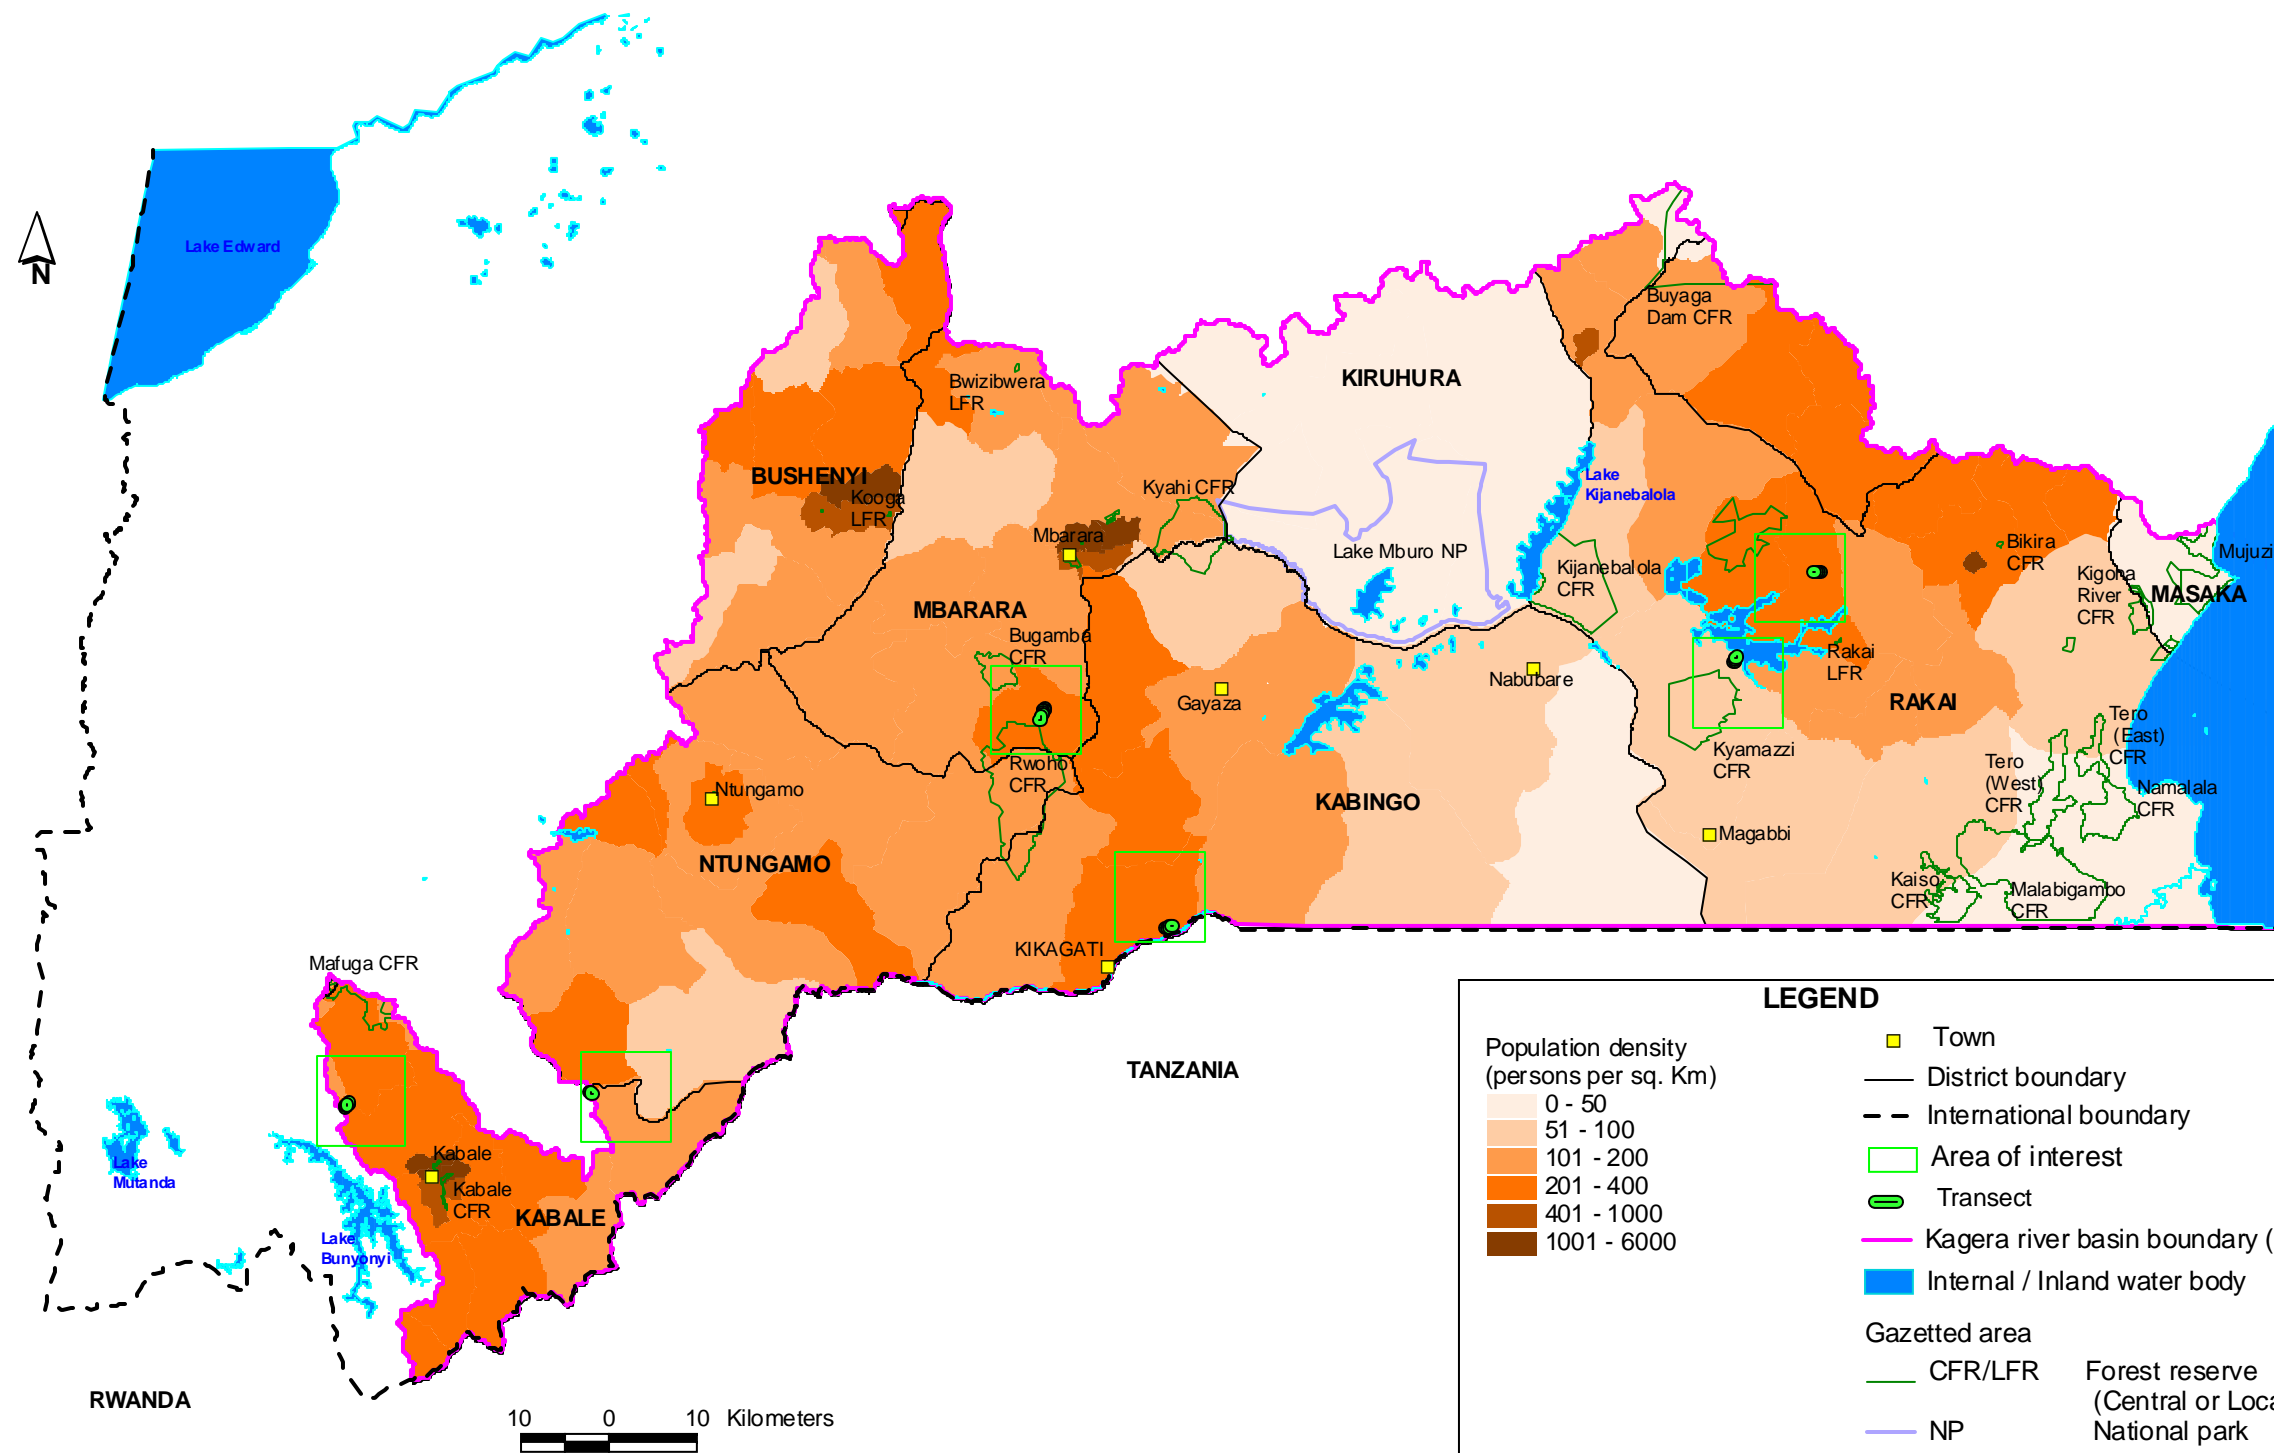 Lake Edward
N
Buyaga
Dam CFR
KIRUHURA
Bwizibwera
LFR
BUSHENYI
Kooga
LFR
Kyahi CFR
Lake
Kijanebalola
Mbarara
Lake Mburo NP
Kijanebalola
CFR
Bikira
CFR
Mujuzi
Kigona
River
CFR
MASAKA
MBARARA
Bugamba
CFR
Rakai
LFR
Nabubare
Gayaza
RAKAI
Tero
(East)
CFR
Kyamazzi
CFR
Rwoho
CFR
Tero
(West)
CFR
Namalala
CFR
Ntungamo
KABINGO
Magabbi
NTUNGAMO
Kaiso
CFR
Malabigambo
CFR
KIKAGATI
Mafuga CFR
TANZANIA
Lake
Mutanda
Kabale
Kabale
CFR
KABALE
Lake
Bunyonyi
RWANDA
10 0 10 Kilometers
LEGEND
Population density
(persons per sq. Km)
0 - 50
51 - 100
101 - 200
201 - 400
401 - 1000
1001 - 6000
Town
District boundary
International boundary
Area of interest
Transect
Kagera river basin boundary (
Internal / Inland water body
Gazetted area
CFR/LFR Forest reserve
(Central or Loca
NP National park